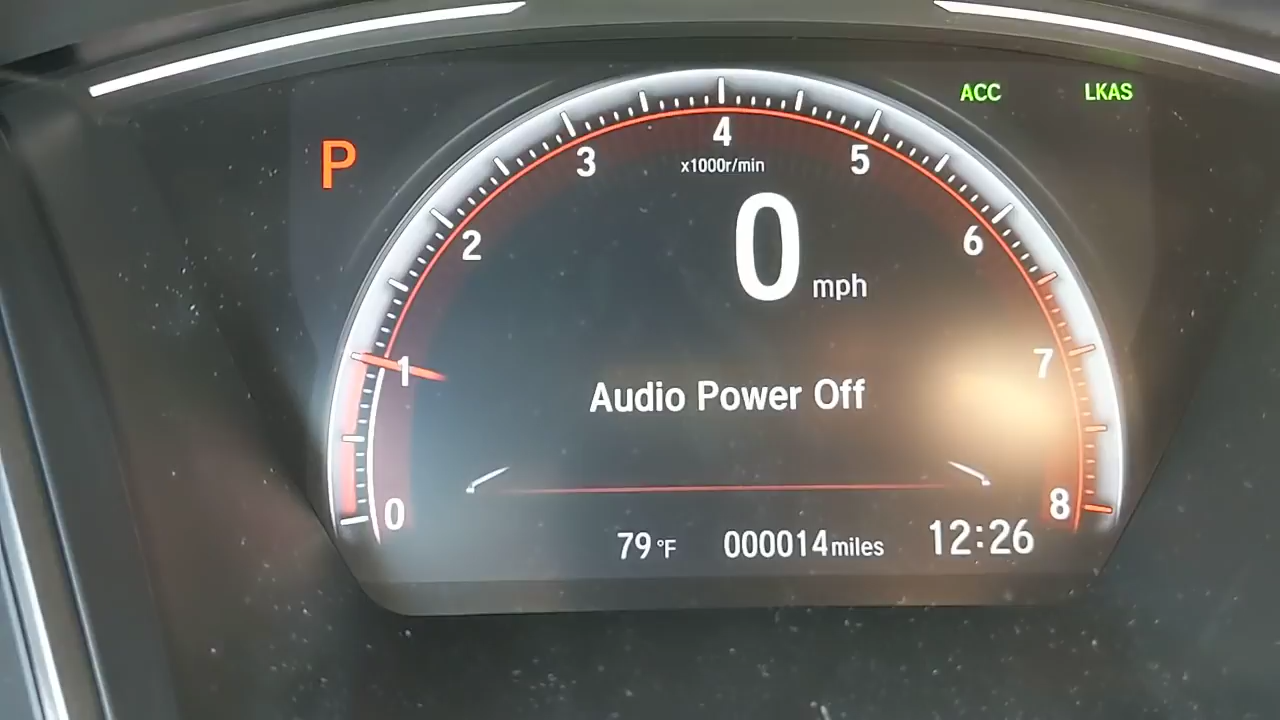 ACC LKAS
P
4
3 5
x1000r/min
2 6
0 mph
1 7
Audio Power Off
0 8
79 °F 000014 miles 12:26